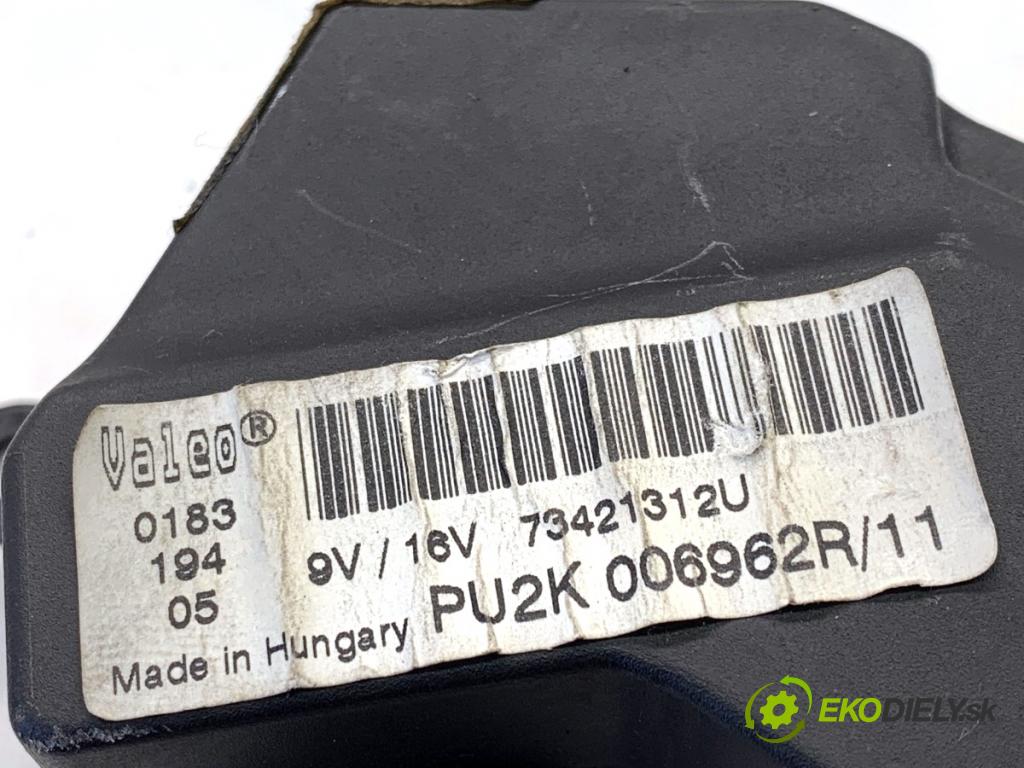 Valeo®
0183
194
05
9V / 16V 73421312U
PU2K 006962R/11
Made in Hungary
EKODIELY.sk